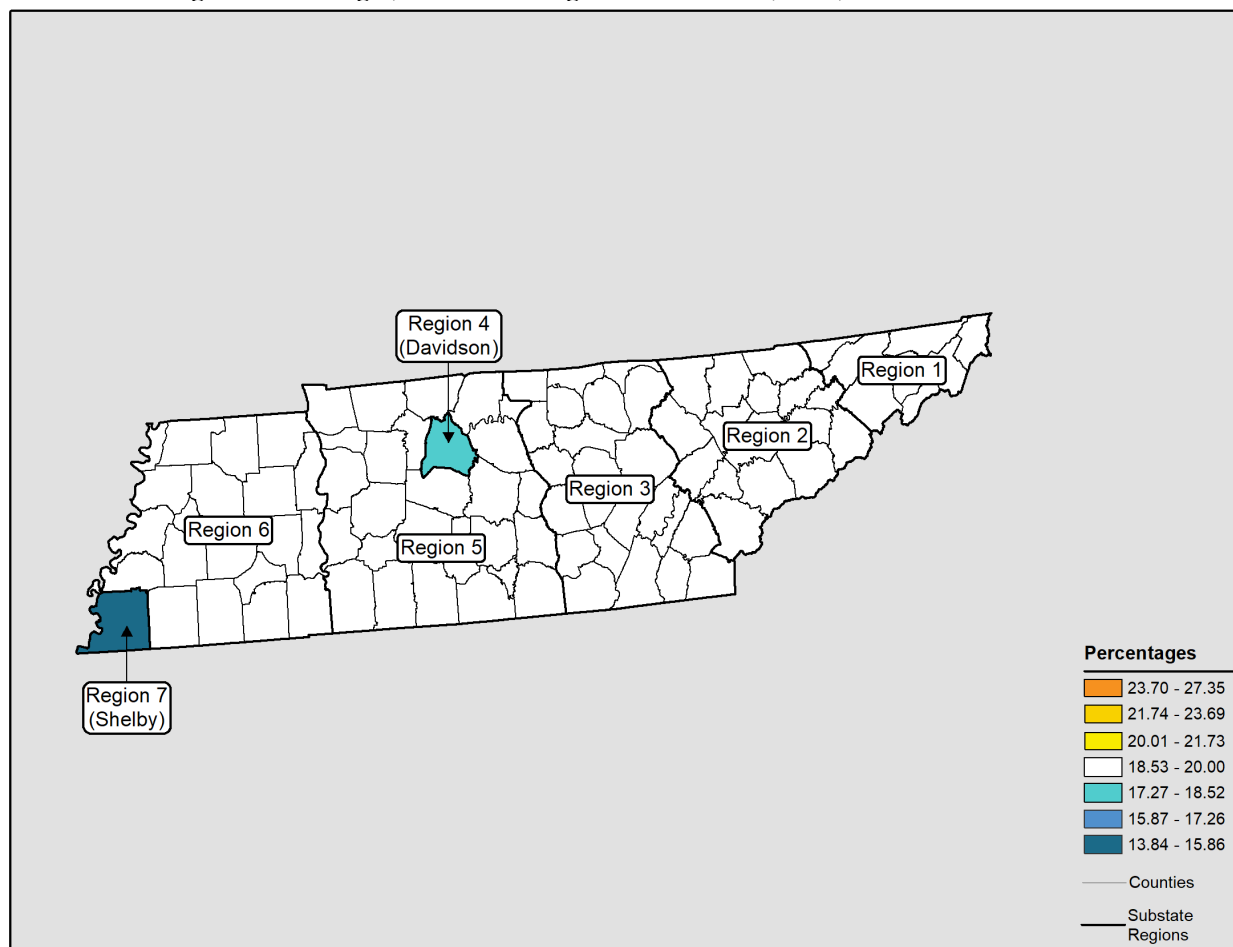 Region 4
(Davidson)
Region 1
Region 2
Region 3
Region 6
Region 5
Region 7
(Shelby)
Percentages
23.70 - 27.35
21.74 - 23.69
20.01 - 21.73
18.53 - 20.00
17.27 - 18.52
15.87 - 17.26
13.84 - 15.86
Counties
Substate
Regions